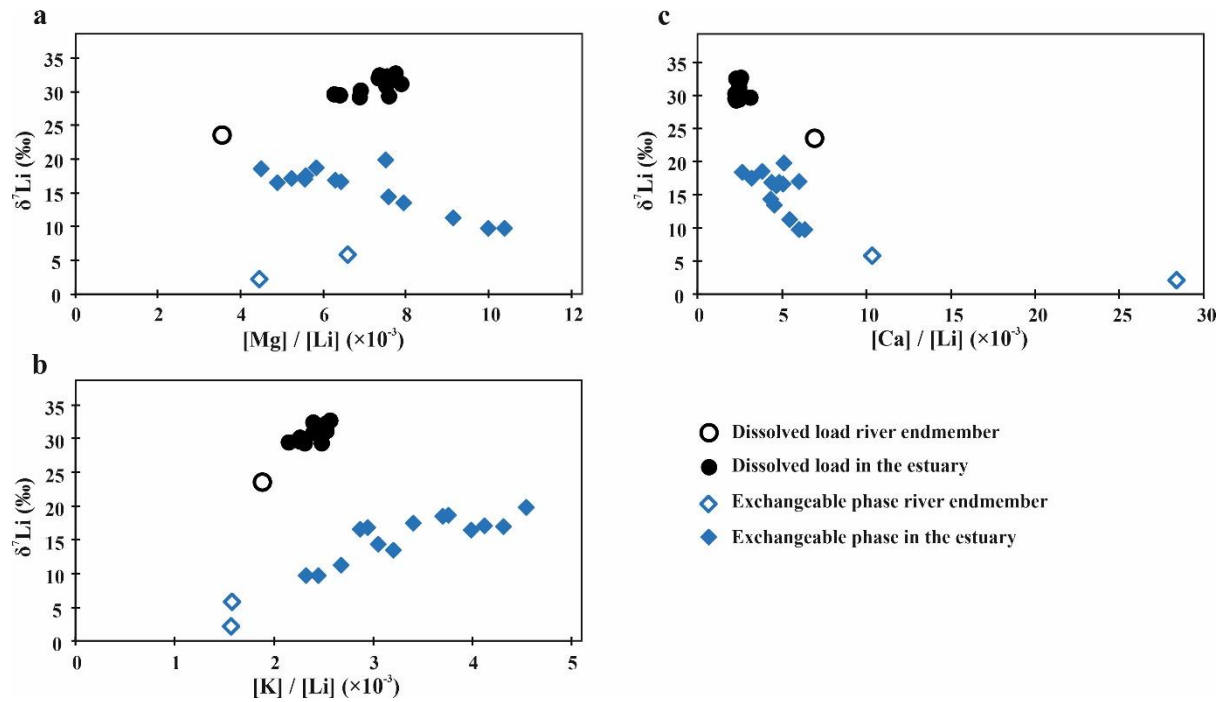 a
35
30
25
20
15
10
5
0
δ⁷Li (‰)
0 2 4 6 8 10 12
[Mg] / [Li] (×10⁻³)
b
35
30
25
20
15
10
5
0
δ⁷Li (‰)
0 1 2 3 4 5
[K] / [Li] (×10⁻³)
c
35
30
25
20
15
10
5
0
δ⁷Li (‰)
0 5 10 15 20 25 30
[Ca] / [Li] (×10⁻³)
Dissolved load river endmember
Dissolved load in the estuary
Exchangeable phase river endmember
Exchangeable phase in the estuary